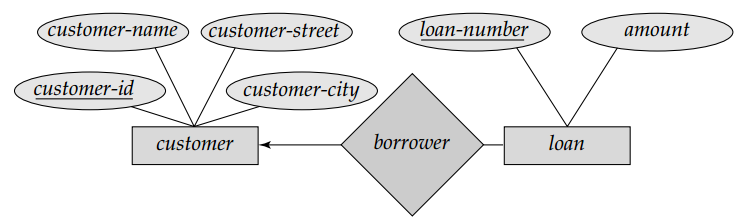 customer-name
customer-street
loan-number
amount
customer-id
customer-city
customer
borrower
loan